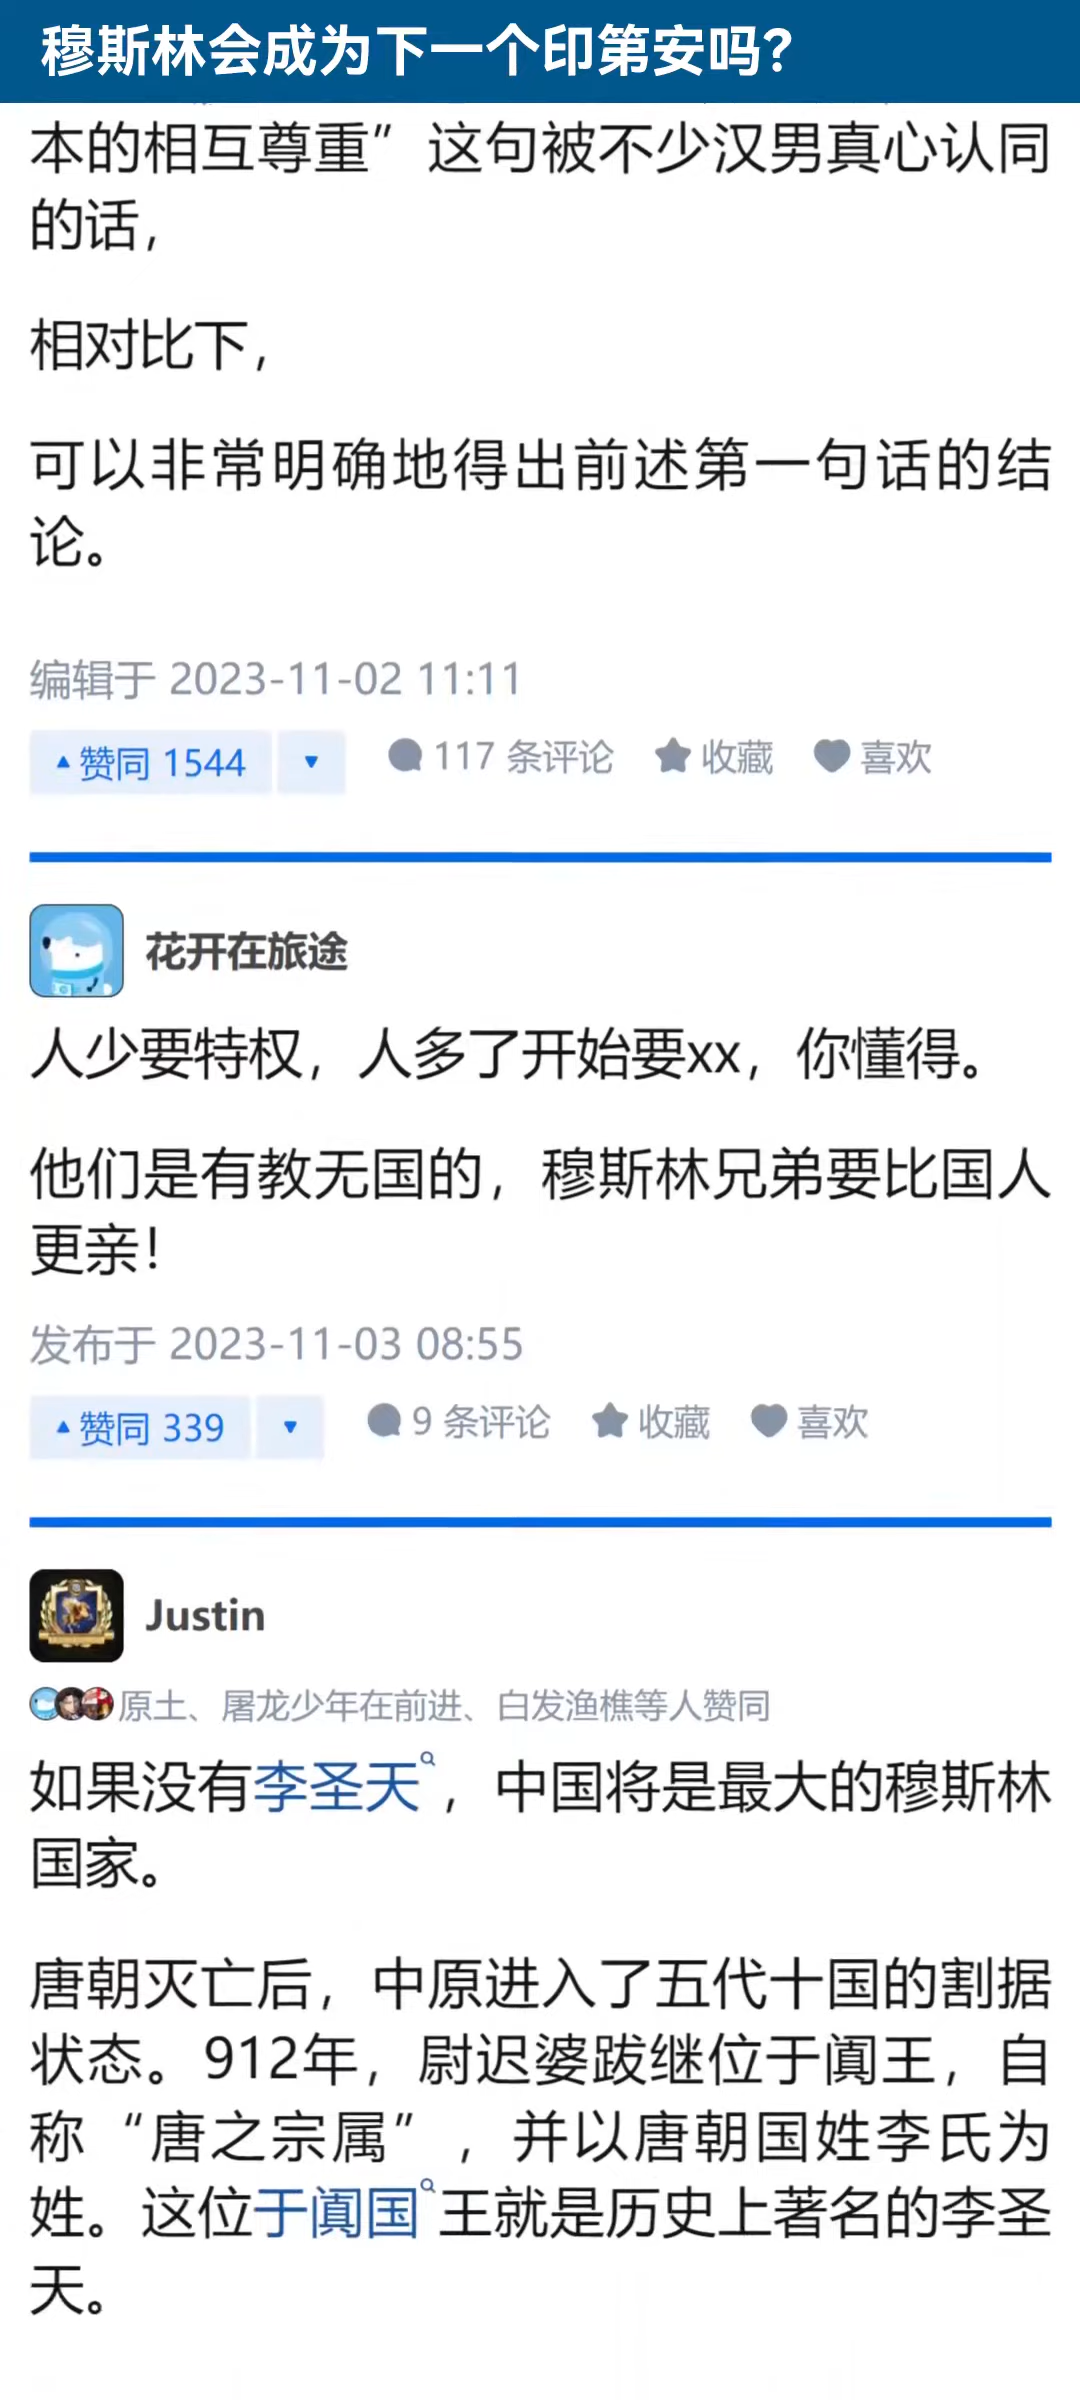 穆斯林会成为下一个印第安吗?
本的相互尊重”这句被不少汉男真心认同
的话，
相对比下，
可以非常明确地得出前述第一句话的结
论。
编辑于 2023-11-02 11:11
赞同 1544
117 条评论
收藏
喜欢
花开在旅途
人少要特权，人多了开始要xx，你懂得。
他们是有教无国的，穆斯林兄弟要比国人
更亲！
发布于 2023-11-03 08:55
赞同 339
9 条评论
收藏
喜欢
Justin
原土、屠龙少年在前进、白发渔樵等人赞同
如果没有李圣天，中国将是最大的穆斯林
国家。
唐朝灭亡后，中原进入了五代十国的割据
状态。912年，尉迟婆跋继位于阗王，自
称“唐之宗属”，并以唐朝国姓李氏为
姓。这位于阗国王就是历史上著名的李圣
天。